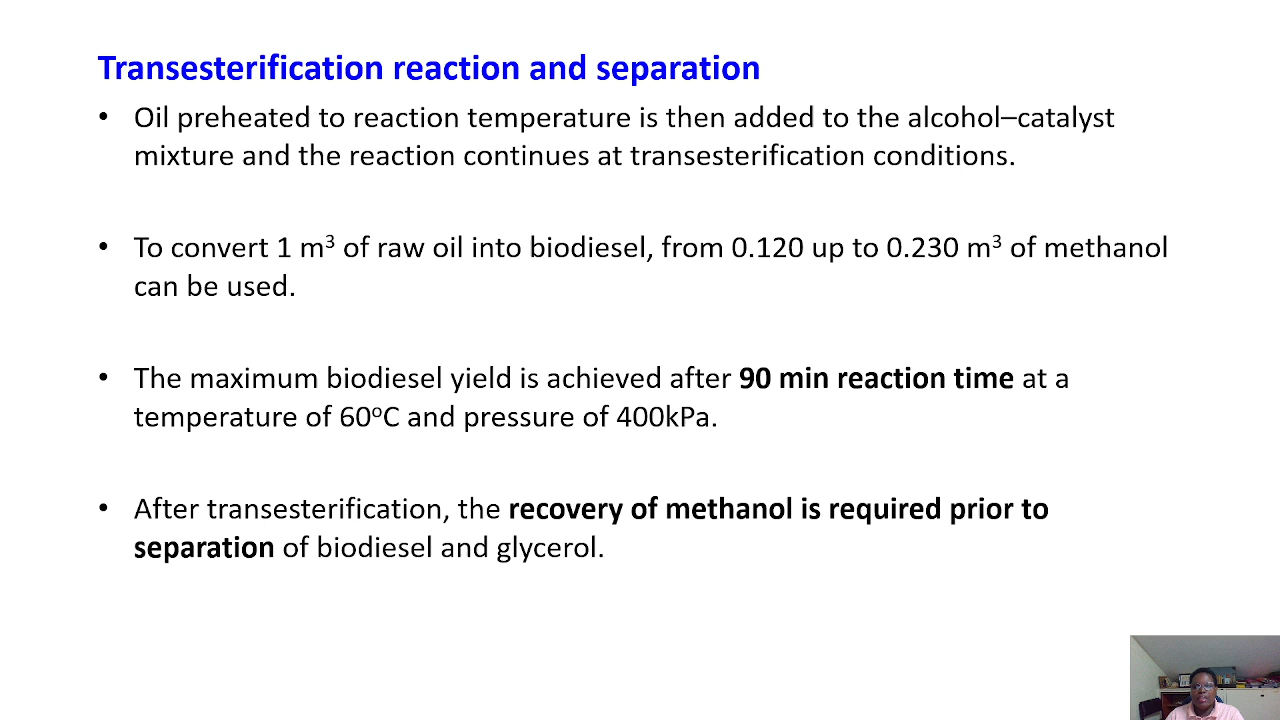 Transesterification reaction and separation
• Oil preheated to reaction temperature is then added to the alcohol–catalyst
mixture and the reaction continues at transesterification conditions.
• To convert 1 m³ of raw oil into biodiesel, from 0.120 up to 0.230 m³ of methanol
can be used.
• The maximum biodiesel yield is achieved after 90 min reaction time at a
temperature of 60ᵒC and pressure of 400kPa.
• After transesterification, the recovery of methanol is required prior to
separation of biodiesel and glycerol.